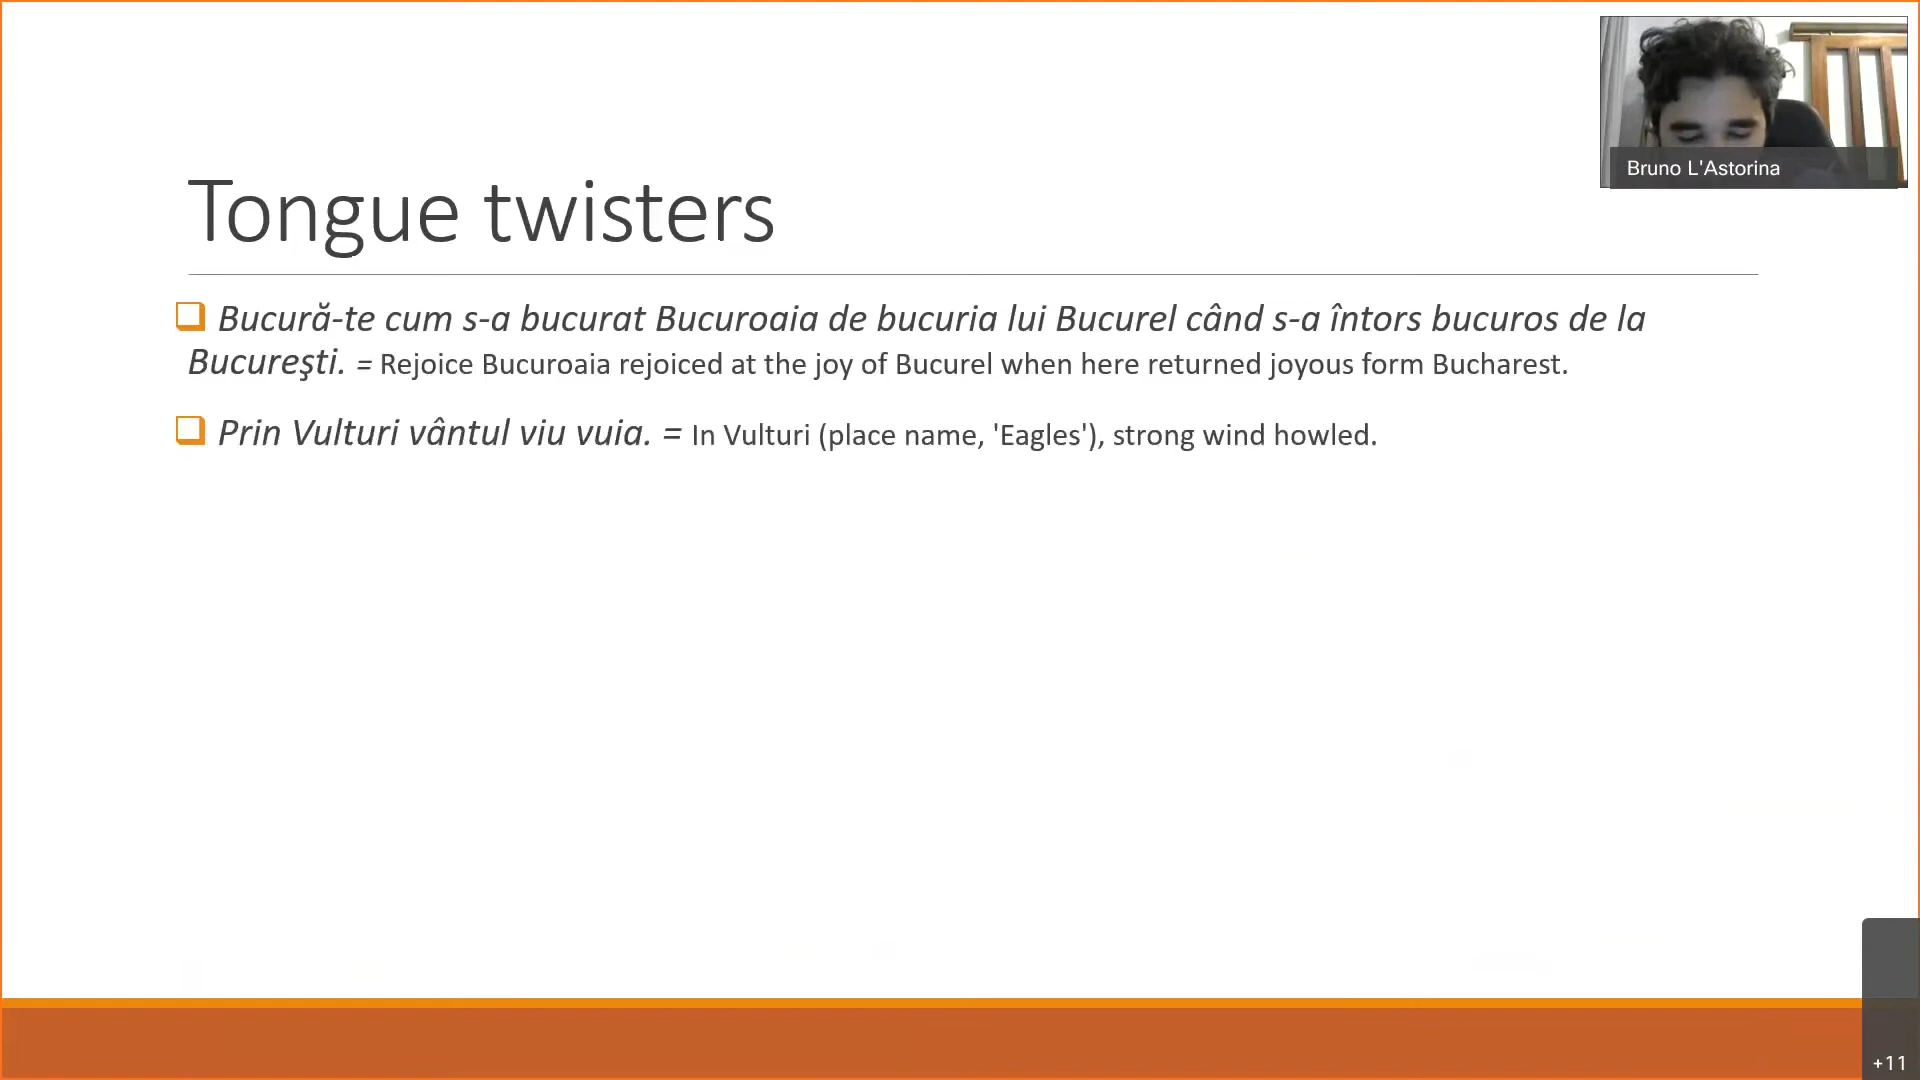 Bruno L'Astorina
Tongue twisters
Bucură-te cum s-a bucurat Bucuroaia de bucuria lui Bucurel când s-a întors bucuros de la
Bucureşti. = Rejoice Bucuroaia rejoiced at the joy of Bucurel when here returned joyous form Bucharest.
Prin Vulturi vântul viu vuia. = In Vulturi (place name, 'Eagles'), strong wind howled.
+11